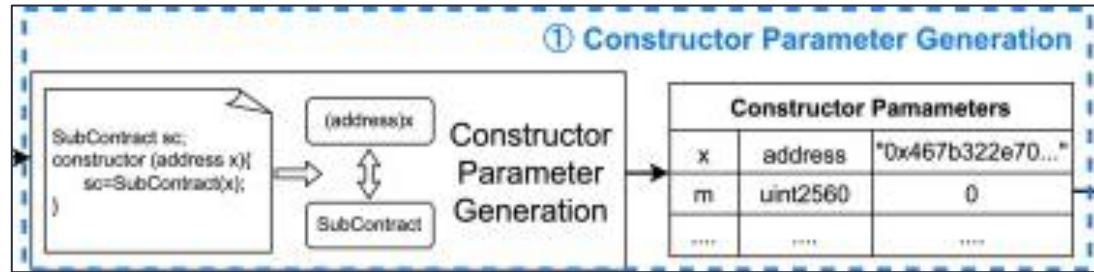 ① Constructor Parameter Generation
SubContract sc;
constructor (address x){
sc=SubContract(x);
}
(address)x
SubContract
Constructor
Parameter
Generation
Constructor Pamameters
x address "0x467b322e70..."
m uint2560 0
.... .... ....